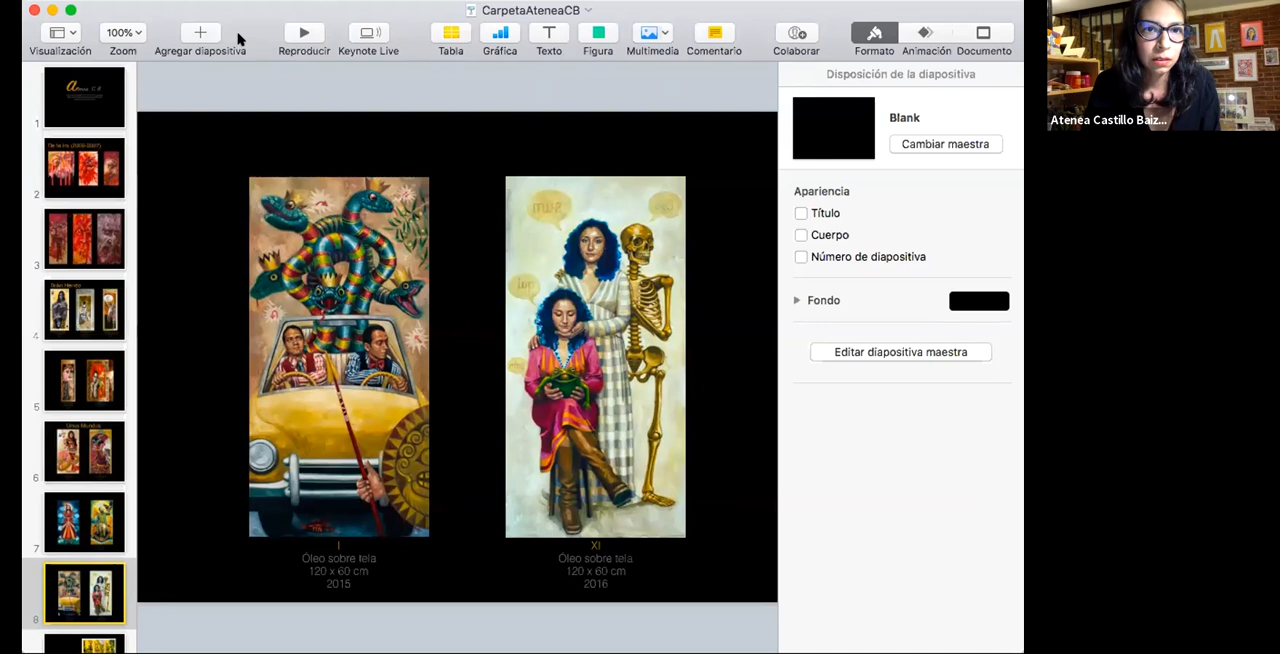 CarpetaAteneaCB
100%
Visualización
Zoom
Agregar diapositiva
Reproducir
Keynote Live
Tabla
Gráfica
Texto
Figura
Multimedia
Comentario
Colaborar
Formato
Animación
Documento
Disposición de la diapositiva
Blank
Cambiar maestra
Apariencia
Título
Cuerpo
Número de diapositiva
Fondo
Editar diapositiva maestra
Atenea Castillo Baiz...
1
2
3
4
5
6
7
8
I
Óleo sobre tela
120 x 60 cm
2015
XI
Óleo sobre tela
120 x 60 cm
2016